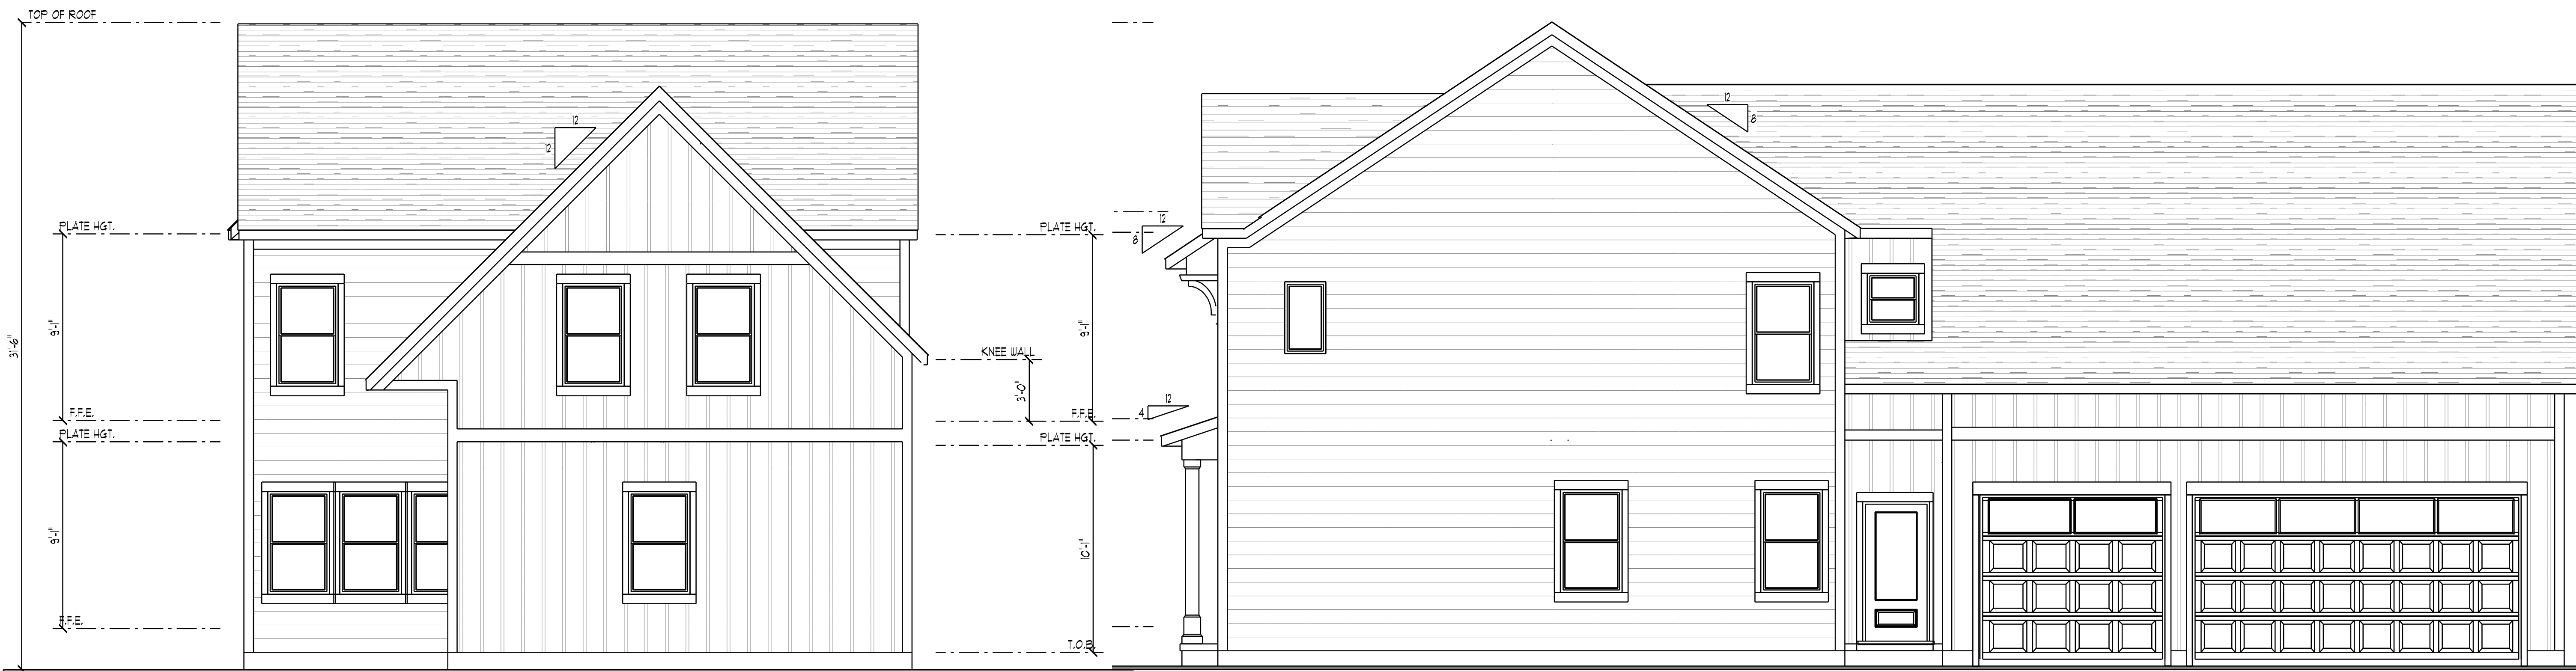 TOP OF ROOF
12
12
PLATE HGT.
9'-1"
31'-6"
F.F.E.
PLATE HGT.
9'-1"
F.F.E.
PLATE HGT.
KNEE WALL
9'-1"
3'-0"
F.F.E.
PLATE HGT.
10'-1"
T.O.B.
12
8
12
4
12
8